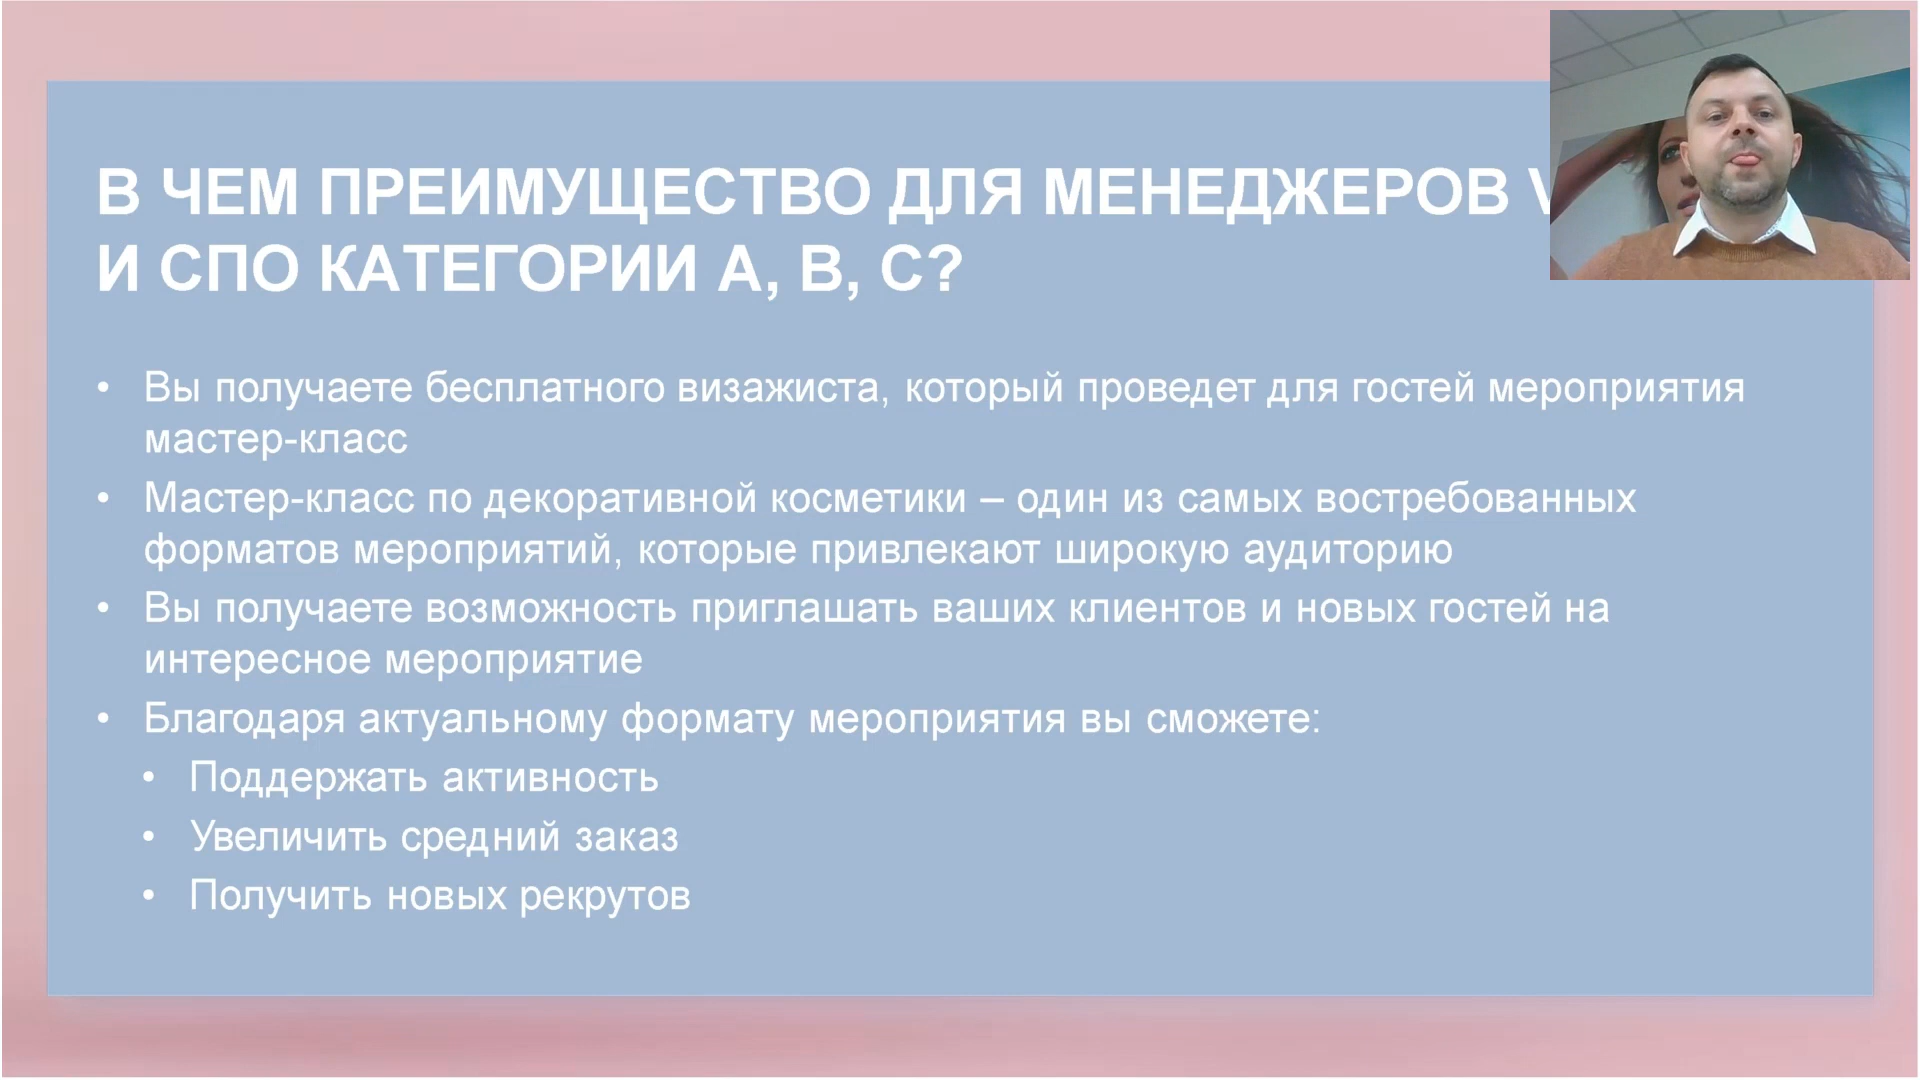 В ЧЕМ ПРЕИМУЩЕСТВО ДЛЯ МЕНЕДЖЕРОВ
И СПО КАТЕГОРИИ А, В, С?
• Вы получаете бесплатного визажиста, который проведет для гостей мероприятия
мастер-класс
• Мастер-класс по декоративной косметики – один из самых востребованных
форматов мероприятий, которые привлекают широкую аудиторию
• Вы получаете возможность приглашать ваших клиентов и новых гостей на
интересное мероприятие
• Благодаря актуальному формату мероприятия вы сможете:
• Поддержать активность
• Увеличить средний заказ
• Получить новых рекрутов